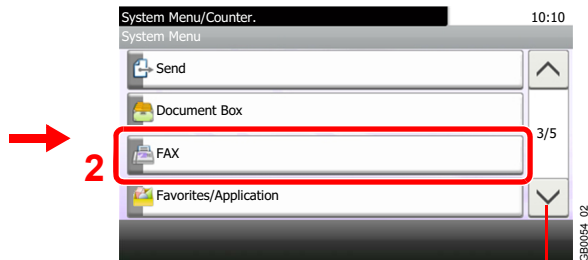 System Menu/Counter.
10:10
System Menu
Send
Document Box
3/5
FAX
2
Favorites/Application
GB0054_02